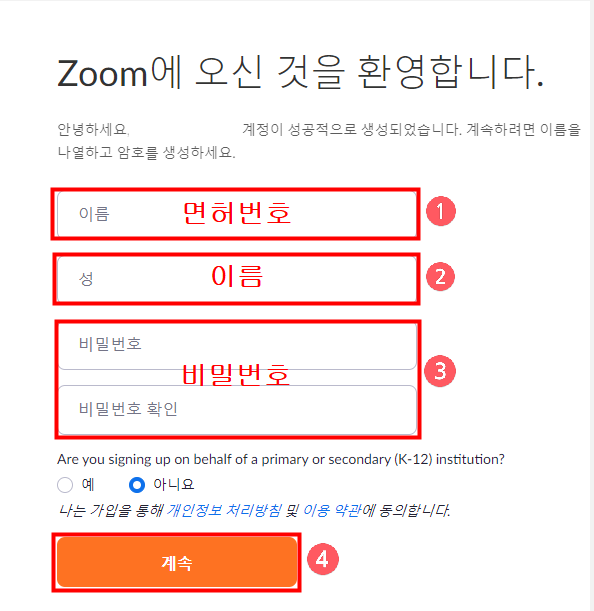 Zoom에 오신 것을 환영합니다.
안녕하세요, 계정이 성공적으로 생성되었습니다. 계속하려면 이름을
나열하고 암호를 생성하세요.
이름 면허번호 1
성 이름 2
비밀번호
비밀번호 3
비밀번호 확인
Are you signing up on behalf of a primary or secondary (K-12) institution?
예 아니요
나는 가입을 통해 개인정보 처리방침 및 이용 약관에 동의합니다.
계속 4